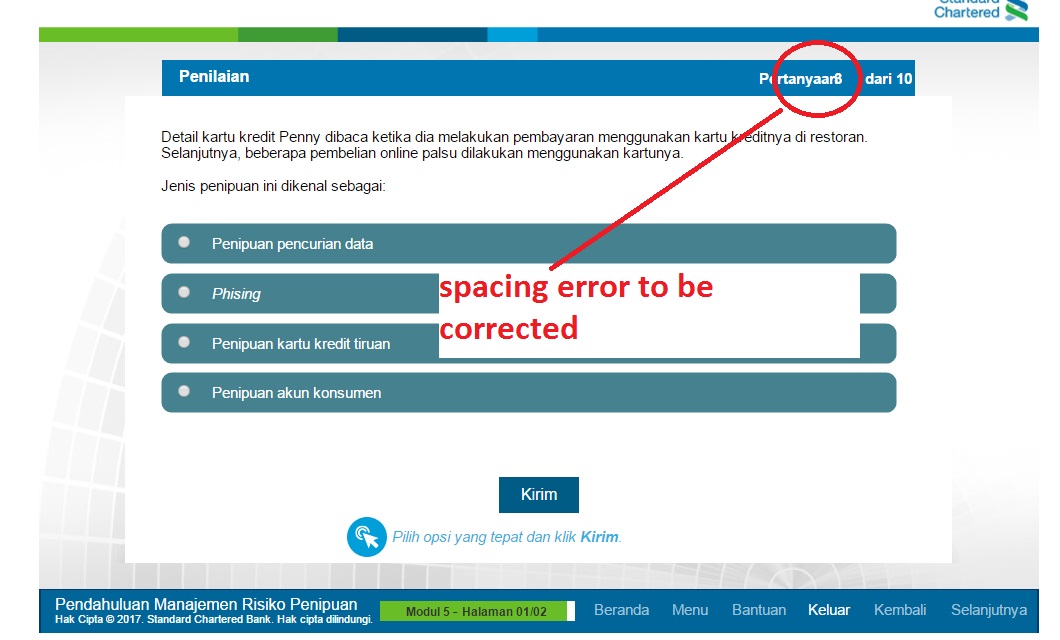 Standard
Chartered
Penilaian
Pertanyaan8 dari 10
Detail kartu kredit Penny dibaca ketika dia melakukan pembayaran menggunakan kartu kreditnya di restoran.
Selanjutnya, beberapa pembelian online palsu dilakukan menggunakan kartunya.
Jenis penipuan ini dikenal sebagai:
Penipuan pencurian data
Phising
spacing error to be
corrected
Penipuan kartu kredit tiruan
Penipuan akun konsumen
Kirim
Pilih opsi yang tepat dan klik Kirim.
Pendahuluan Manajemen Risiko Penipuan
Hak Cipta © 2017. Standard Chartered Bank. Hak cipta dilindungi.
Modul 5 - Halaman 01/02
Beranda Menu Bantuan Keluar Kembali Selanjutnya